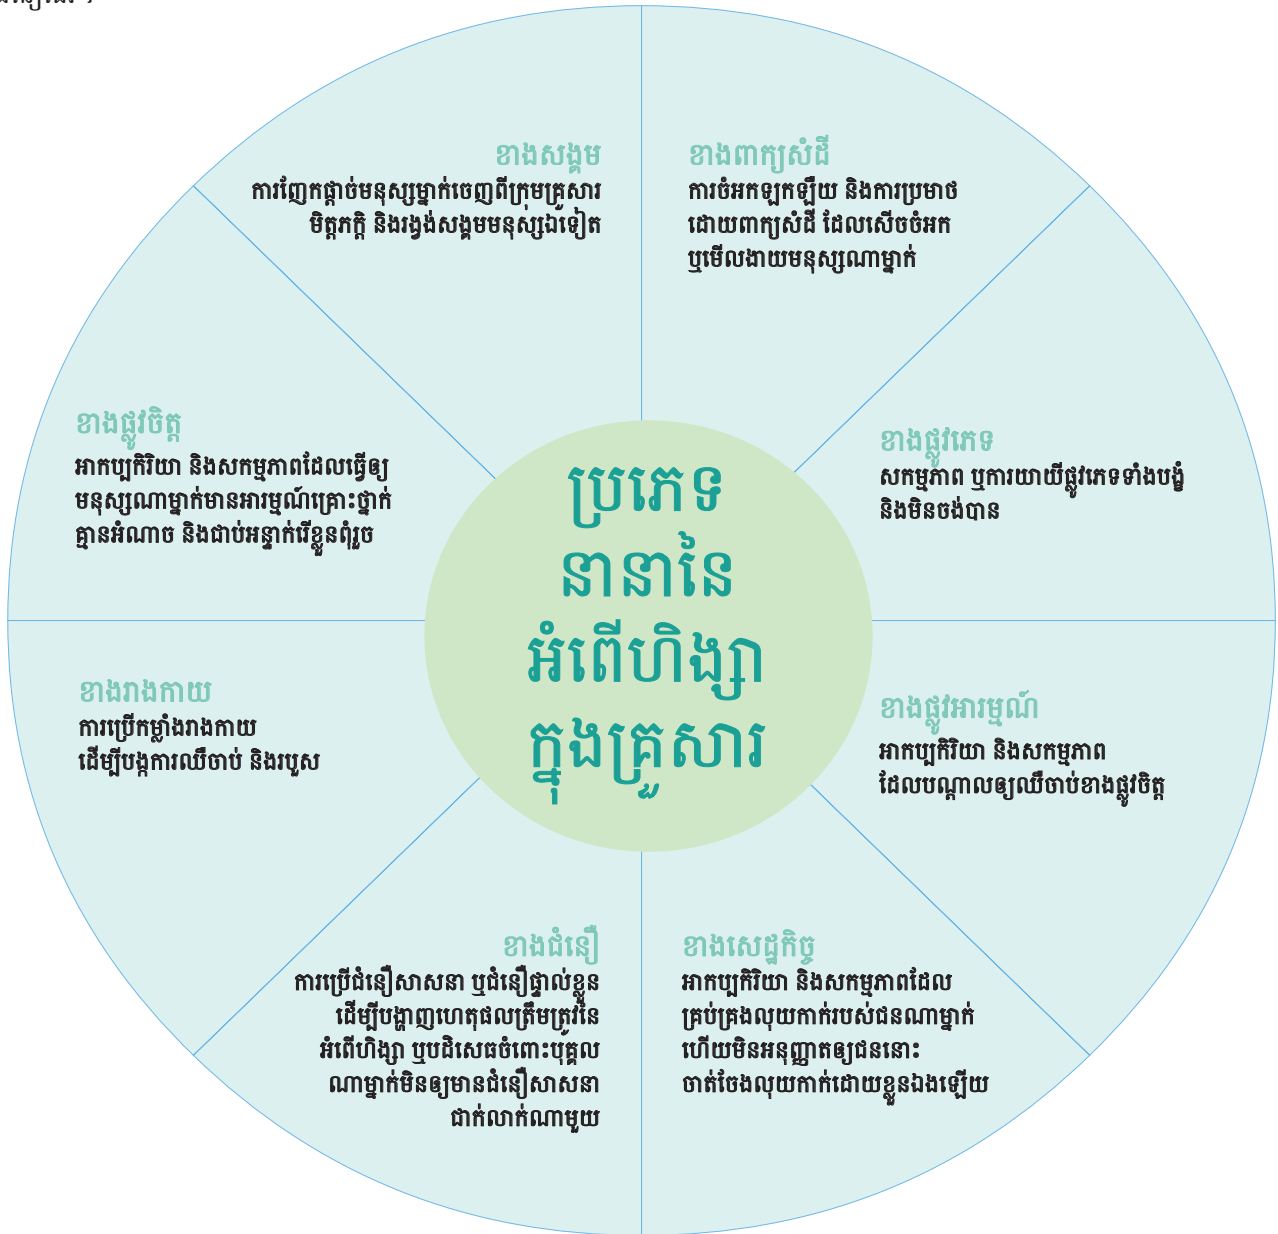 ខាងសង្គម
ការញែកផ្តាច់មនុស្សម្នាក់ចេញពីក្រុមគ្រួសារ
មិត្តភក្តិ និងរង្វង់សង្គមមនុស្សឯទៀត
ខាងពាក្យសំដី
ការចំអកឡកឡឺយ និងការប្រមាថ
ដោយពាក្យសំដី ដែលសើចចំអក
ឬមើលងាយមនុស្សណាម្នាក់
ខាងផ្លូវចិត្ត
អាកប្បកិរិយា និងសកម្មភាពដែលធ្វើឲ្យ
មនុស្សណាម្នាក់មានអារម្មណ៍គ្រោះថ្នាក់
គ្មានអំណាច និងជាប់អន្ទាក់រើខ្លួនពុំរួច
ខាងផ្លូវភេទ
សកម្មភាព ឬការយាយីផ្លូវភេទទាំងបង្ខំ
និងមិនចង់បាន
ប្រភេទ
នានានៃ
អំពើហិង្សា
ក្នុងគ្រួសារ
ខាងរាងកាយ
ការប្រើកម្លាំងរាងកាយ
ដើម្បីបង្កការឈឺចាប់ និងរបួស
ខាងផ្លូវអារម្មណ៍
អាកប្បកិរិយា និងសកម្មភាព
ដែលបណ្តាលឲ្យឈឺចាប់ខាងផ្លូវចិត្ត
ខាងជំនឿ
ការប្រើជំនឿសាសនា ឬជំនឿផ្ទាល់ខ្លួន
ដើម្បីបង្ហាញហេតុផលត្រឹមត្រូវនៃ
អំពើហិង្សា ឬបដិសេធចំពោះបុគ្គល
ណាម្នាក់មិនឲ្យមានជំនឿសាសនា
ជាក់លាក់ណាមួយ
ខាងសេដ្ឋកិច្ច
អាកប្បកិរិយា និងសកម្មភាពដែល
គ្រប់គ្រងលុយកាក់របស់ជនណាម្នាក់
ហើយមិនអនុញ្ញាតឲ្យជននោះ
ចាត់ចែងលុយកាក់ដោយខ្លួនឯងឡើយ